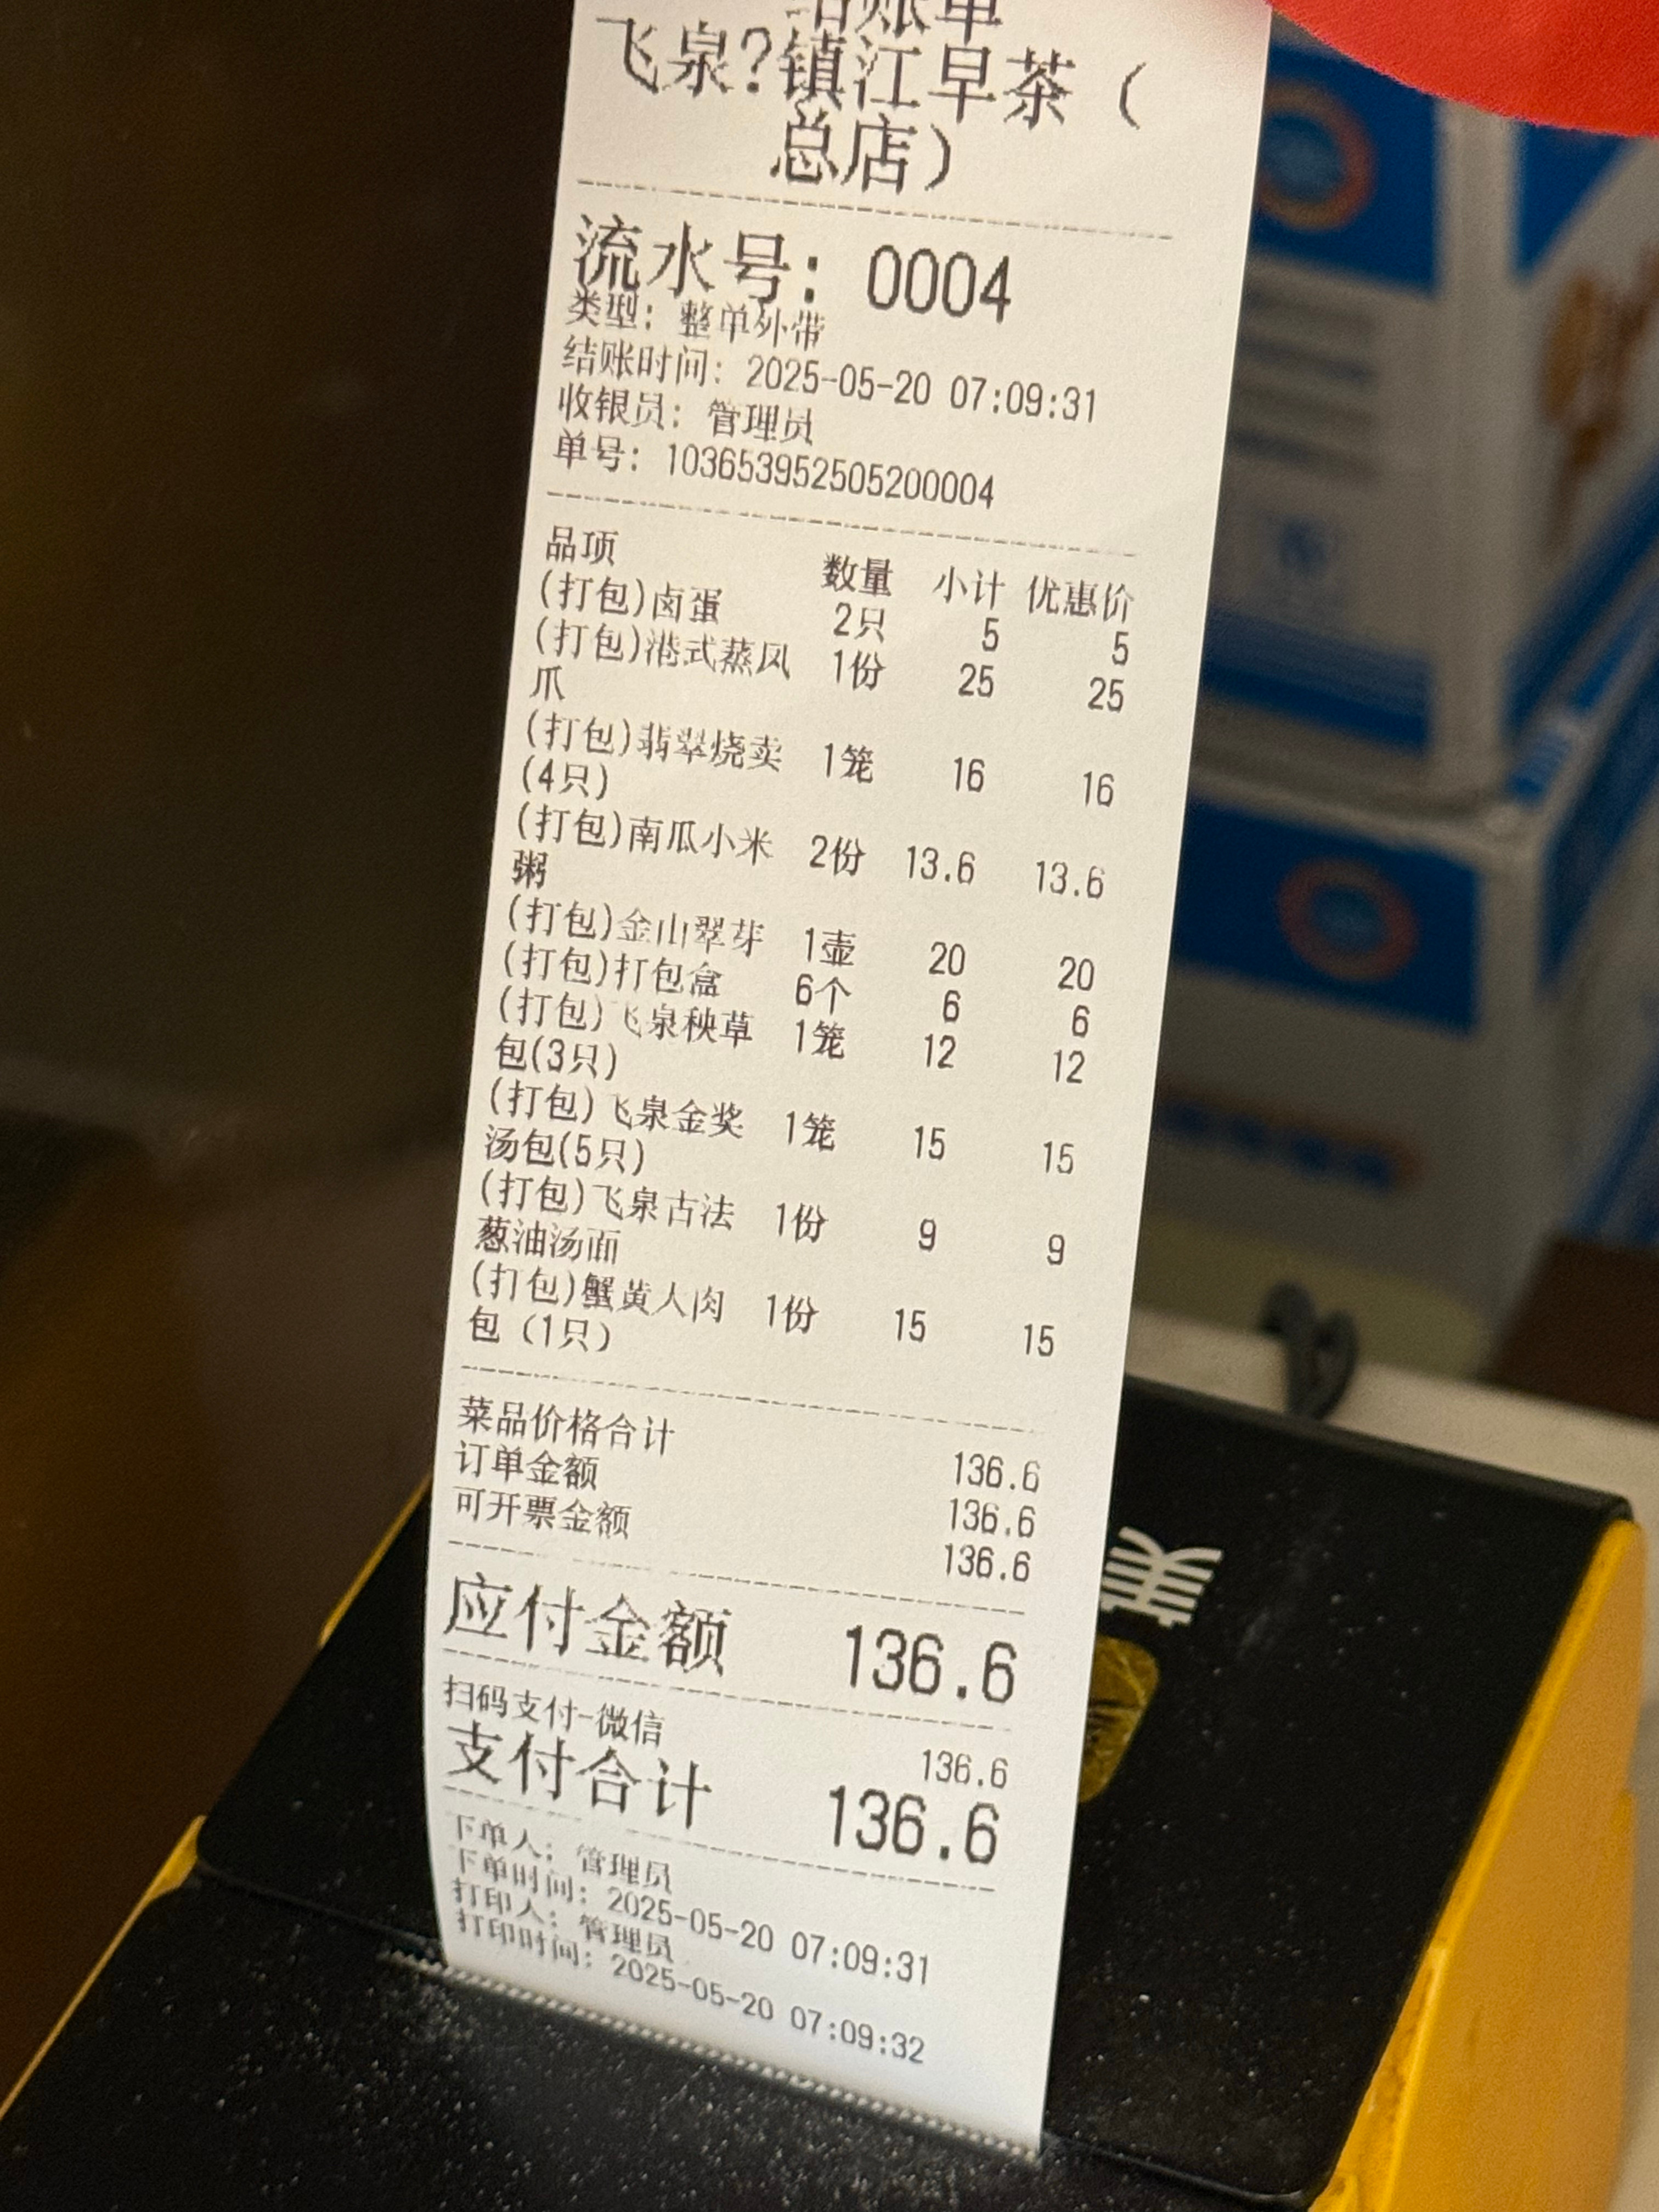 结账单
飞泉?镇江早茶（
总店）
流水号：0004
类型：整单外带
结账时间：2025-05-20 07:09:31
收银员：管理员
单号：103653952505200004
品项 数量 小计 优惠价
(打包)卤蛋 2只 5 5
(打包)港式蒸凤 1份 25 25
爪
(打包)翡翠烧卖 1笼 16 16
(4只)
(打包)南瓜小米 2份 13.6 13.6
粥
(打包)金山翠芽 1壶 20 20
(打包)打包盒 6个 6 6
(打包)飞泉秧草 1笼 12 12
包(3只)
(打包)飞泉金奖 1笼 15 15
汤包(5只)
(打包)飞泉古法 1份 9 9
葱油汤面
(打包)蟹黄大肉 1份 15 15
包（1只）
菜品价格合计 136.6
订单金额 136.6
可开票金额 136.6
应付金额 136.6
扫码支付-微信 136.6
支付合计 136.6
下单人：管理员
下单时间：2025-05-20 07:09:31
打印人：管理员
打印时间：2025-05-20 07:09:32
美